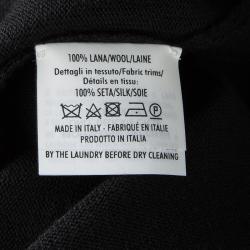 100% LANA/WOOL/LAINE
Dettagli in tessuto/Fabric trims/
Détails en tissu:
100% SETA/SILK/SOIE
P
MADE IN ITALY - FABRIQUÉ EN ITALIE
PRODOTTO IN ITALIA
BY THE LAUNDRY BEFORE DRY CLEANING